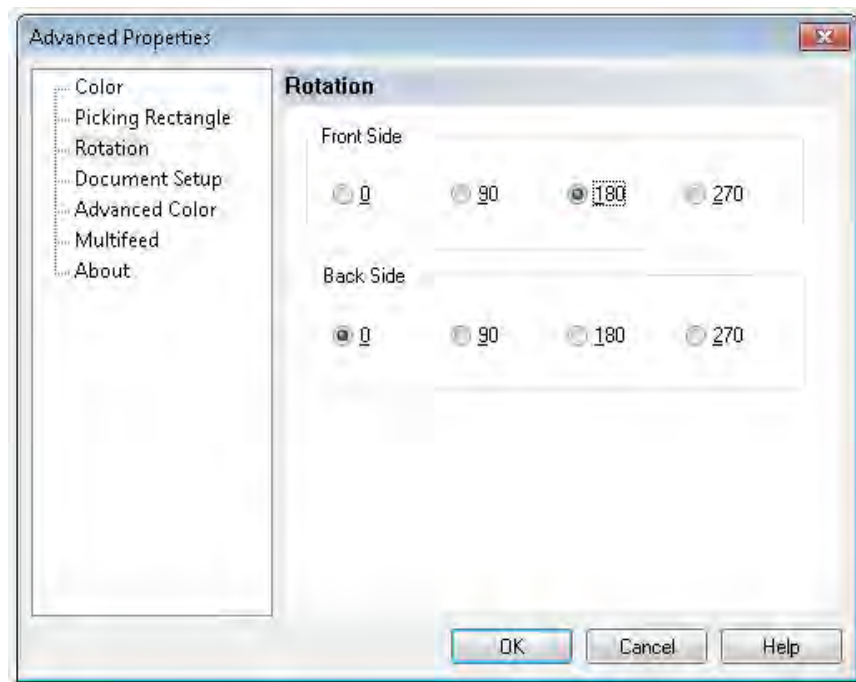 Advanced Properties
Color
Picking Rectangle
Rotation
Document Setup
Advanced Color
Multifeed
About
Rotation
Front Side
0 90 180 270
Back Side
0 90 180 270
OK Cancel Help